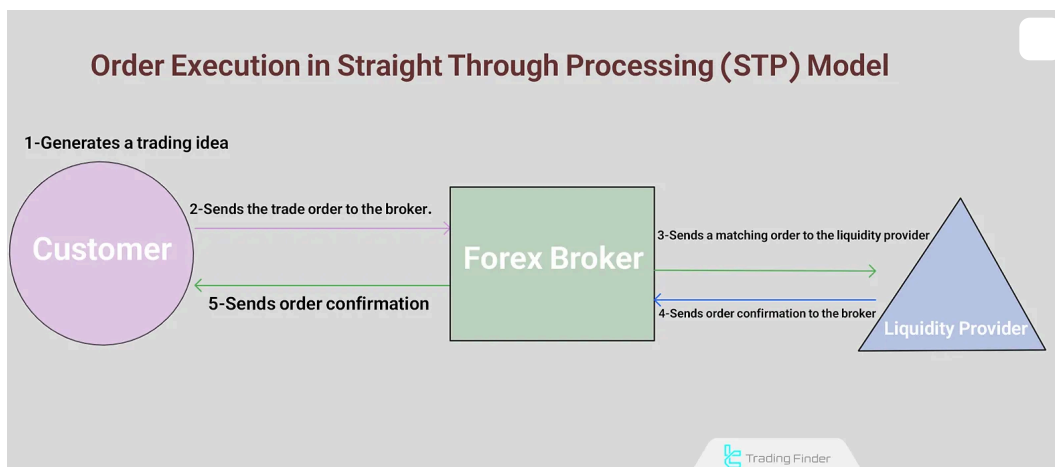 Order Execution in Straight Through Processing (STP) Model
1-Generates a trading idea
Customer
2-Sends the trade order to the broker.
5-Sends order confirmation
Forex Broker
3-Sends a matching order to the liquidity provider
4-Sends order confirmation to the broker
Liquidity Provider
Trading Finder